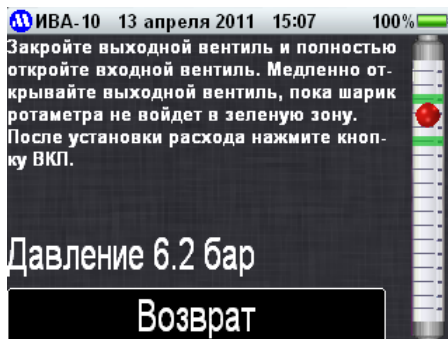 ИВА-10 13 апреля 2011 15:07 100%
Закройте выходной вентиль и полностью
откройте входной вентиль. Медленно от-
крывайте выходной вентиль, пока шарик
ротаметра не войдет в зеленую зону.
После установки расхода нажмите кноп-
ку ВКЛ.
Давление 6.2 бар
Возврат